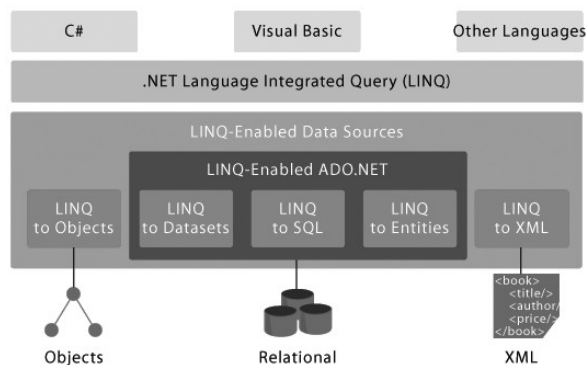 C#
Visual Basic
Other Languages
.NET Language Integrated Query (LINQ)
LINQ-Enabled Data Sources
LINQ-Enabled ADO.NET
LINQ
to Objects
LINQ
to Datasets
LINQ
to SQL
LINQ
to Entities
LINQ
to XML
<book>
<title/>
<author/
<price/>
</book>
Objects
Relational
XML